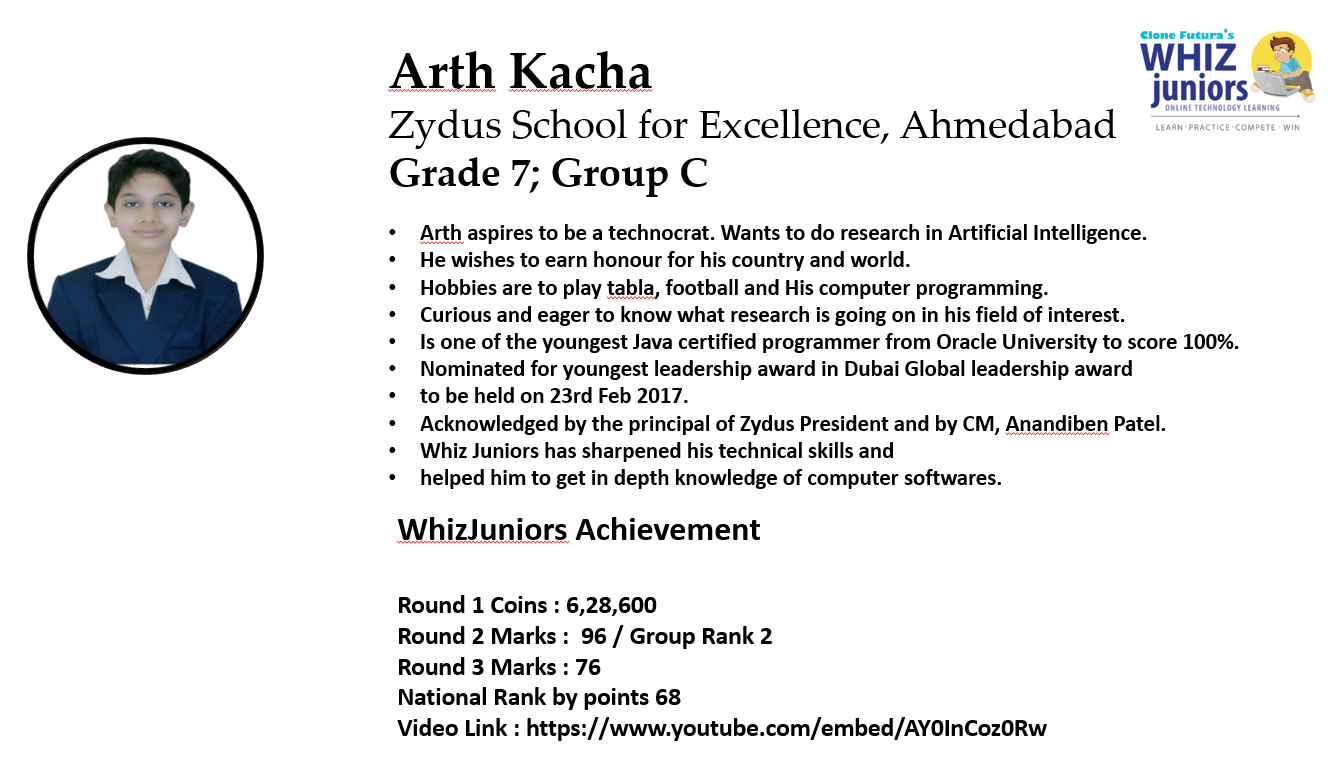 Clone Futura's
WHIZ
juniors
ONLINE TECHNOLOGY LEARNING
LEARN · PRACTICE · COMPETE · WIN
Arth Kacha
Zydus School for Excellence, Ahmedabad
Grade 7; Group C
• Arth aspires to be a technocrat. Wants to do research in Artificial Intelligence.
• He wishes to earn honour for his country and world.
• Hobbies are to play tabla, football and His computer programming.
• Curious and eager to know what research is going on in his field of interest.
• Is one of the youngest Java certified programmer from Oracle University to score 100%.
• Nominated for youngest leadership award in Dubai Global leadership award
• to be held on 23rd Feb 2017.
• Acknowledged by the principal of Zydus President and by CM, Anandiben Patel.
• Whiz Juniors has sharpened his technical skills and
• helped him to get in depth knowledge of computer softwares.
WhizJuniors Achievement
Round 1 Coins : 6,28,600
Round 2 Marks :  96 / Group Rank 2
Round 3 Marks : 76
National Rank by points 68
Video Link : https://www.youtube.com/embed/AY0InCoz0Rw